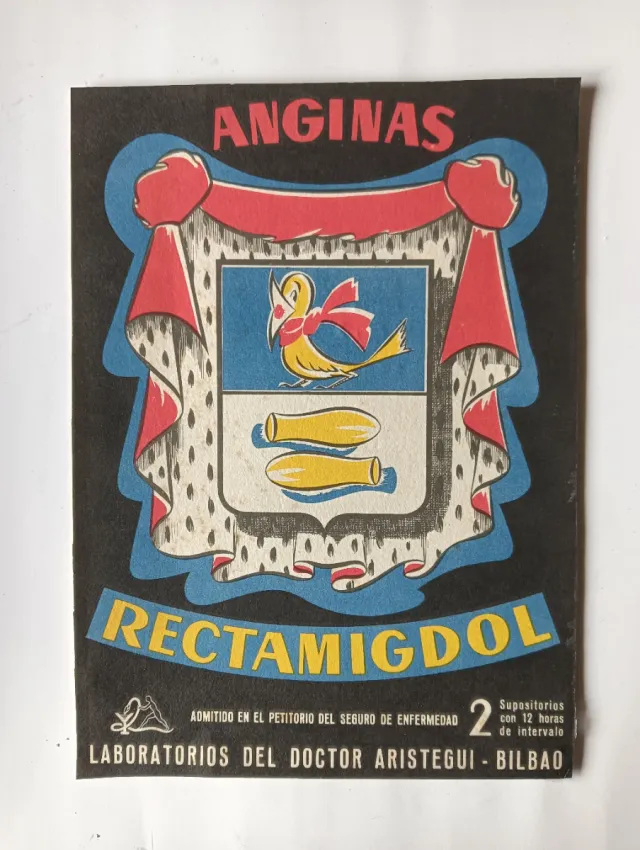 ANGINAS
RECTAMIGDOL
ADMITIDO EN EL PETITORIO DEL SEGURO DE ENFERMEDAD
2
Supositorios
con 12 horas
de intervalo
LABORATORIOS DEL DOCTOR ARISTEGUI - BILBAO